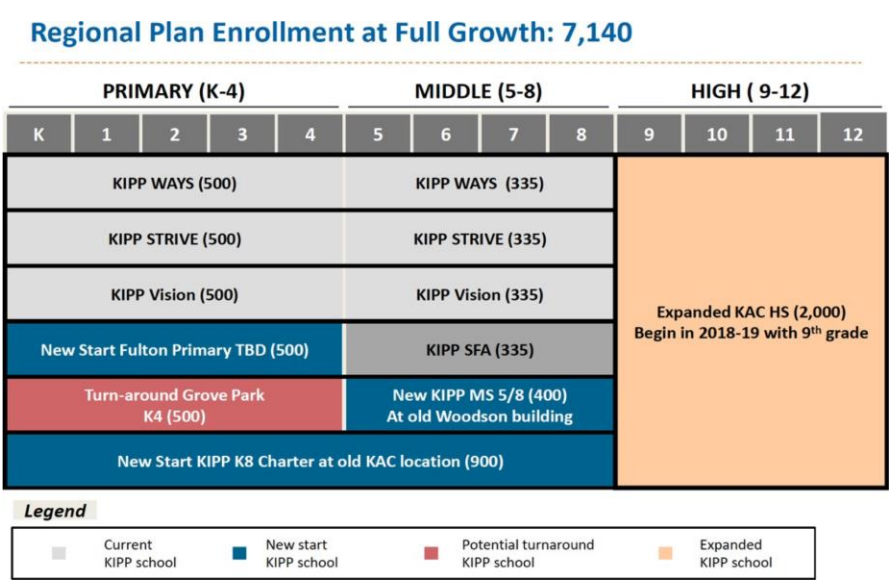 Regional Plan Enrollment at Full Growth: 7,140
PRIMARY (K-4) MIDDLE (5-8) HIGH ( 9-12)
K 1 2 3 4 5 6 7 8 9 10 11 12
KIPP WAYS (500) KIPP WAYS (335)
KIPP STRIVE (500) KIPP STRIVE (335)
KIPP Vision (500) KIPP Vision (335)
Expanded KAC HS (2,000)
Begin in 2018-19 with 9th grade
New Start Fulton Primary TBD (500) KIPP SFA (335)
Turn-around Grove Park
K4 (500)
New KIPP MS 5/8 (400)
At old Woodson building
New Start KIPP K8 Charter at old KAC location (900)
Legend
Current
KIPP school
New start
KIPP school
Potential turnaround
KIPP school
Expanded
KIPP school